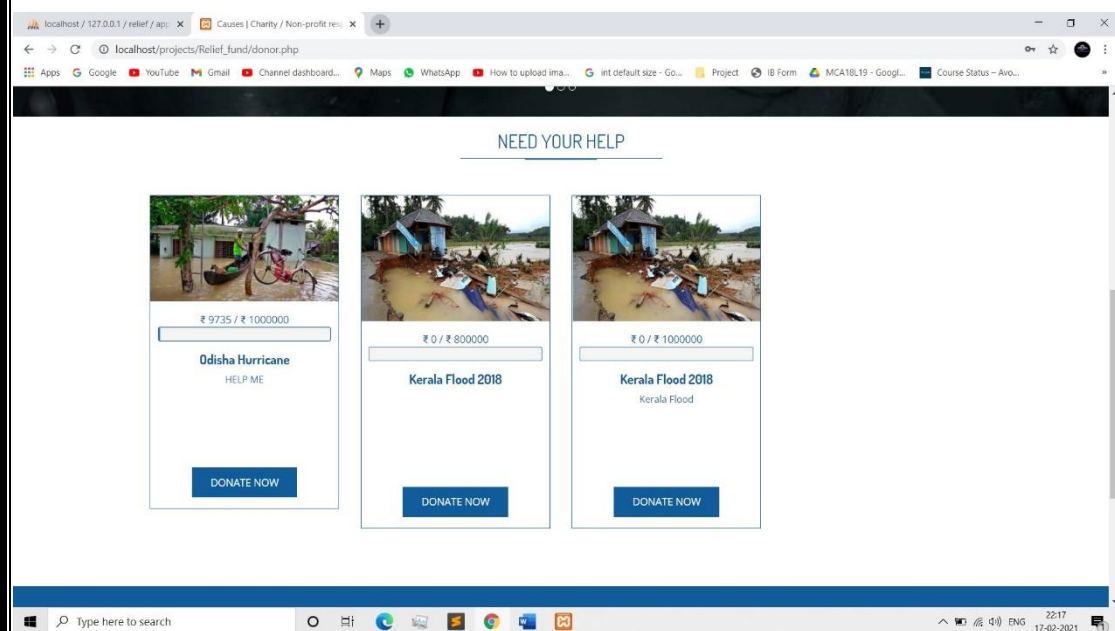 localhost / 127.0.0.1 / relief / app
Causes | Charity / Non-profit res
localhost/projects/Relief_fund/donor.php
Apps Google YouTube Gmail Channel dashboard... Maps WhatsApp How to upload ima... int default size - Go... Project IB Form MCA18L19 - Googl... Course Status – Avo... »
NEED YOUR HELP
₹ 9735 / ₹ 1000000
Odisha Hurricane
HELP ME
DONATE NOW
₹ 0 / ₹ 800000
Kerala Flood 2018
DONATE NOW
₹ 0 / ₹ 1000000
Kerala Flood 2018
Kerala Flood
DONATE NOW
Type here to search
ENG
22:17
17-02-2021